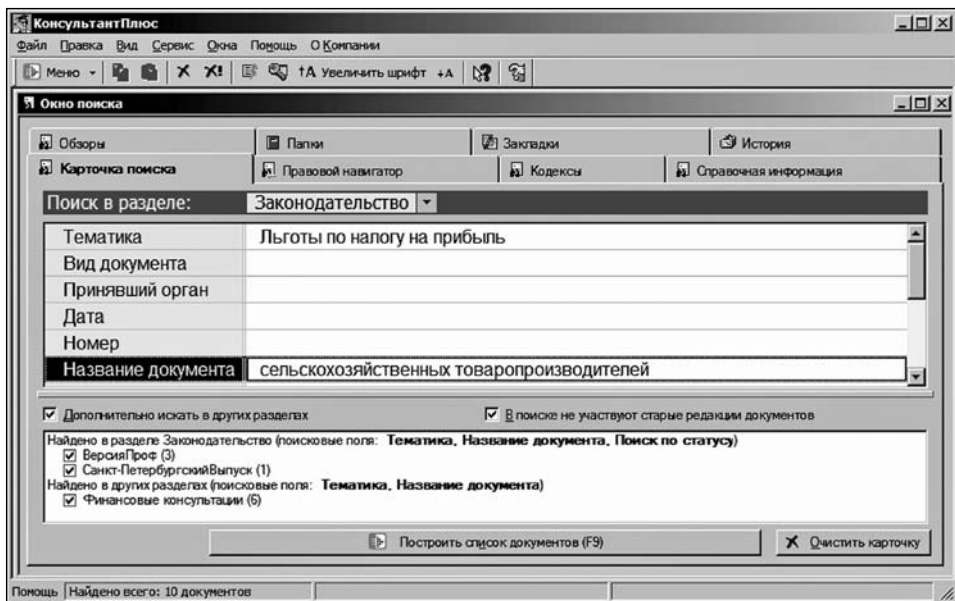 КонсультантПлюс
Файл Правка Вид Сервис Окна Помощь О Компании
Меню Увеличить шрифт
Окно поиска
Обзоры Папки Закладки История
Карточка поиска Правовой навигатор Кодексы Справочная информация
Поиск в разделе: Законодательство
Тематика Льготы по налогу на прибыль
Вид документа
Принявший орган
Дата
Номер
Название документа сельскохозяйственных товаропроизводителей
Дополнительно искать в других разделах В поиске не участвуют старые редакции документов
Найдено в разделе Законодательство (поисковые поля: Тематика, Название документа, Поиск по статусу)
ВерсияПроф (3)
Санкт-ПетербургскийВыпуск (1)
Найдено в других разделах (поисковые поля: Тематика, Название документа)
Финансовые консультации (6)
Построить список документов (F9) Очистить карточку
Помощь Найдено всего: 10 документов